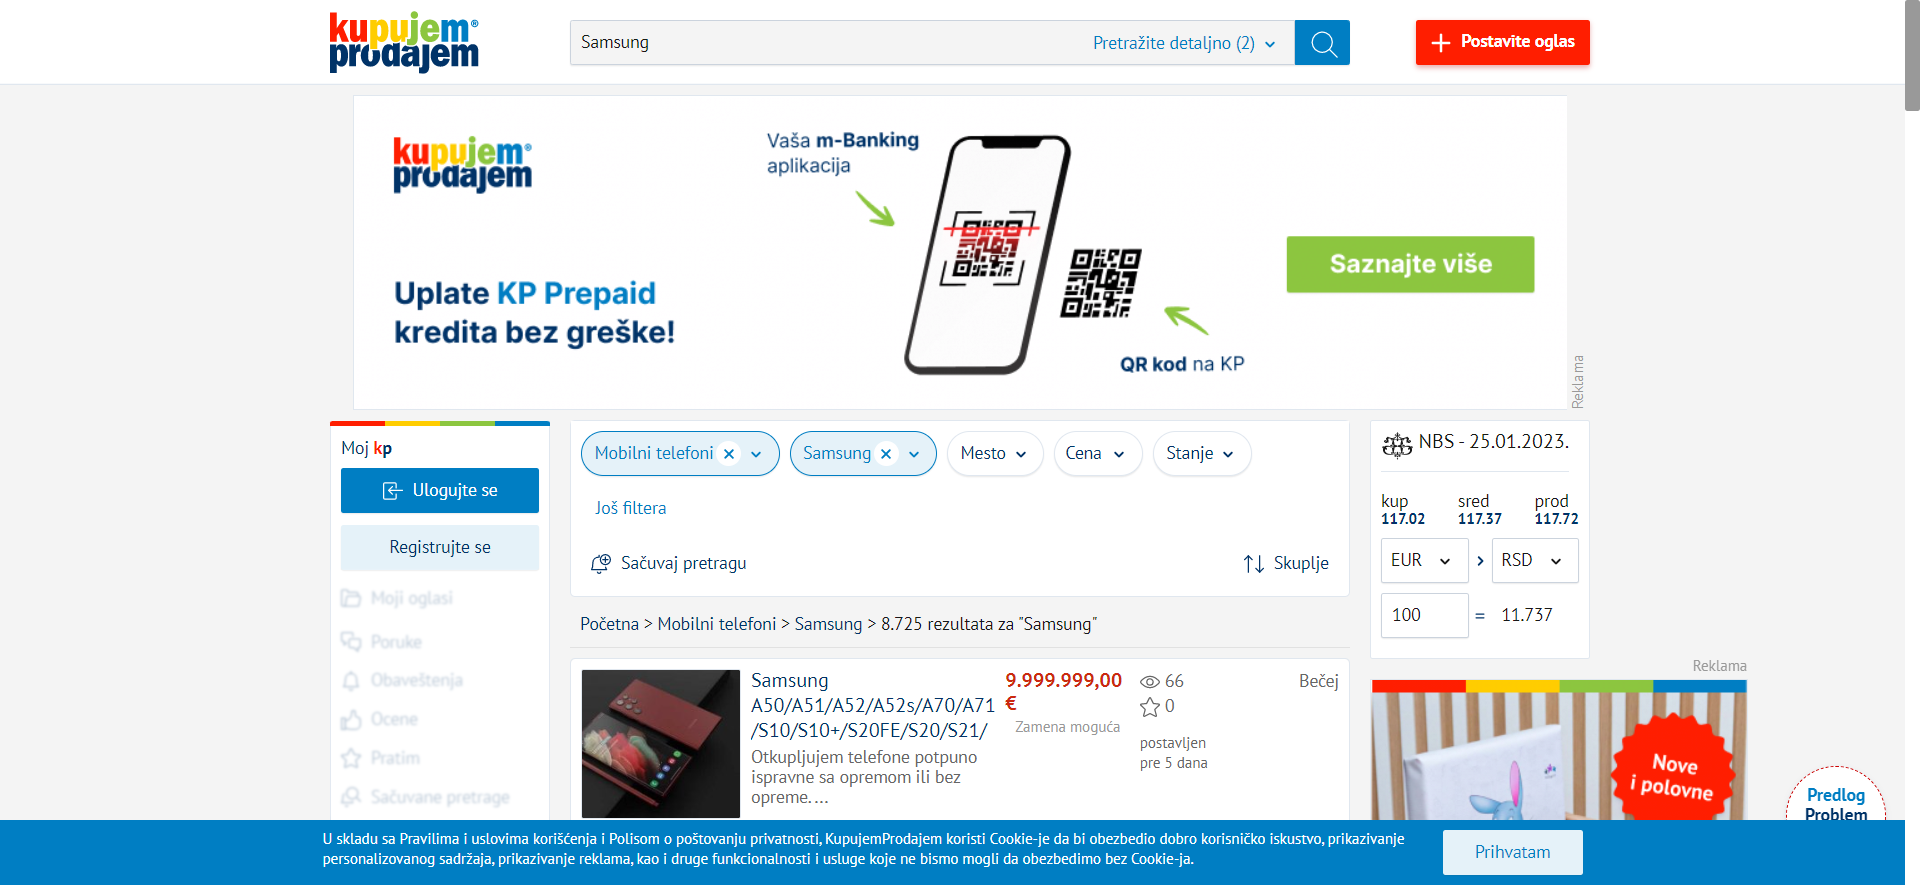 kupujem
prodajem
Samsung
Pretražite detaljno (2)
Postavite oglas
kupujem
prodajem
Vaša m-Banking
aplikacija
Uplate KP Prepaid
kredita bez greške!
QR kod na KP
Saznajte više
Reklama
Moj kp
Ulogujte se
Registrujte se
Moji oglasi
Poruke
Obaveštenja
Ocene
Pratim
Sačuvane pretrage
Mobilni telefoni
Samsung
Mesto
Cena
Stanje
Još filtera
Sačuvaj pretragu
Skuplje
Početna > Mobilni telefoni > Samsung > 8.725 rezultata za "Samsung"
Samsung
A50/A51/A52/A52s/A70/A71
/S10/S10+/S20FE/S20/S21/
Otkupljujem telefone potpuno
ispravne sa opremom ili bez
opreme. ...
9.999.999,00
€
Zamena moguća
66
0
postavljen
pre 5 dana
Bečej
NBS - 25.01.2023.
kup sred prod
117.02 117.37 117.72
EUR > RSD
100 = 11.737
Reklama
Nove
i polovne
Predlog
Problem
U skladu sa Pravilima i uslovima korišćenja i Polisom o poštovanju privatnosti, KupujemProdajem koristi Cookie-je da bi obezbedio dobro korisničko iskustvo, prikazivanje
personalizovanog sadržaja, prikazivanje reklama, kao i druge funkcionalnosti i usluge koje ne bismo mogli da obezbedimo bez Cookie-ja.
Prihvatam